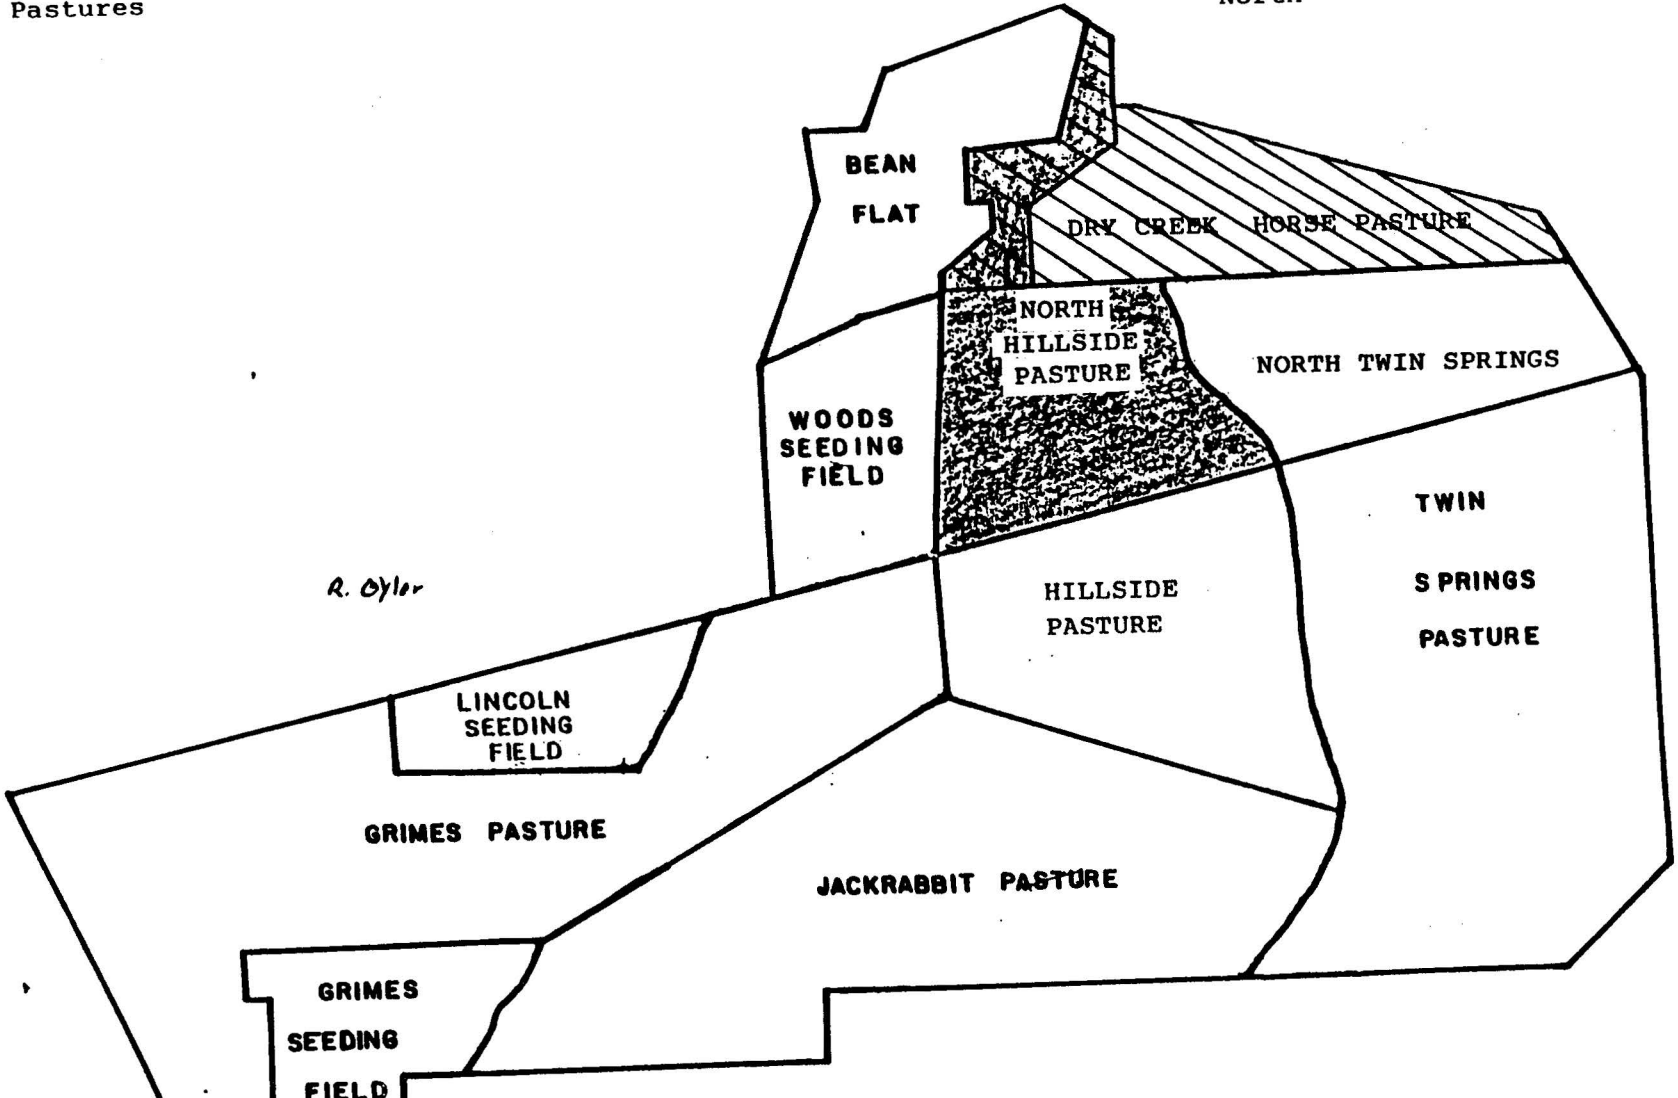 Pastures
North
BEAN
FLAT
DRY CREEK HORSE PASTURE
NORTH
HILLSIDE
PASTURE
NORTH TWIN SPRINGS
WOODS
SEEDING
FIELD
TWIN
SPRINGS
PASTURE
HILLSIDE
PASTURE
R. Oyler
LINCOLN
SEEDING
FIELD
GRIMES PASTURE
JACKRABBIT PASTURE
GRIMES
SEEDING
FIELD